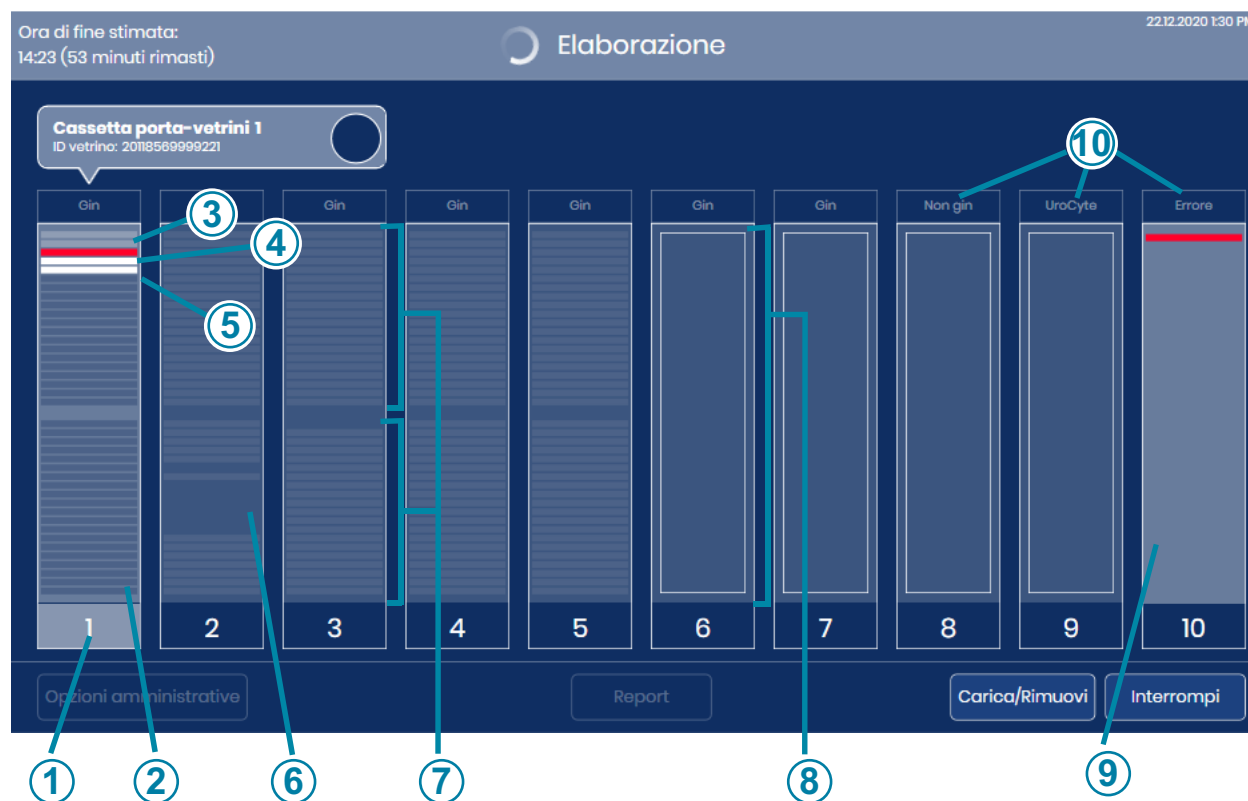 Ora di fine stimata:
14:23 (53 minuti rimasti)
Elaborazione
22.12.2020 1:30 PM
Cassetta porta-vetrini 1
ID vetrino: 20118569999221
10
Gin
Gin
Gin
Gin
Gin
Gin
Non gin
UroCyte
Errore
3
4
5
1
2
3
4
5
6
7
8
9
10
Opzioni amministrative
Report
Carica/Rimuovi
Interrompi
1
2
6
7
8
9